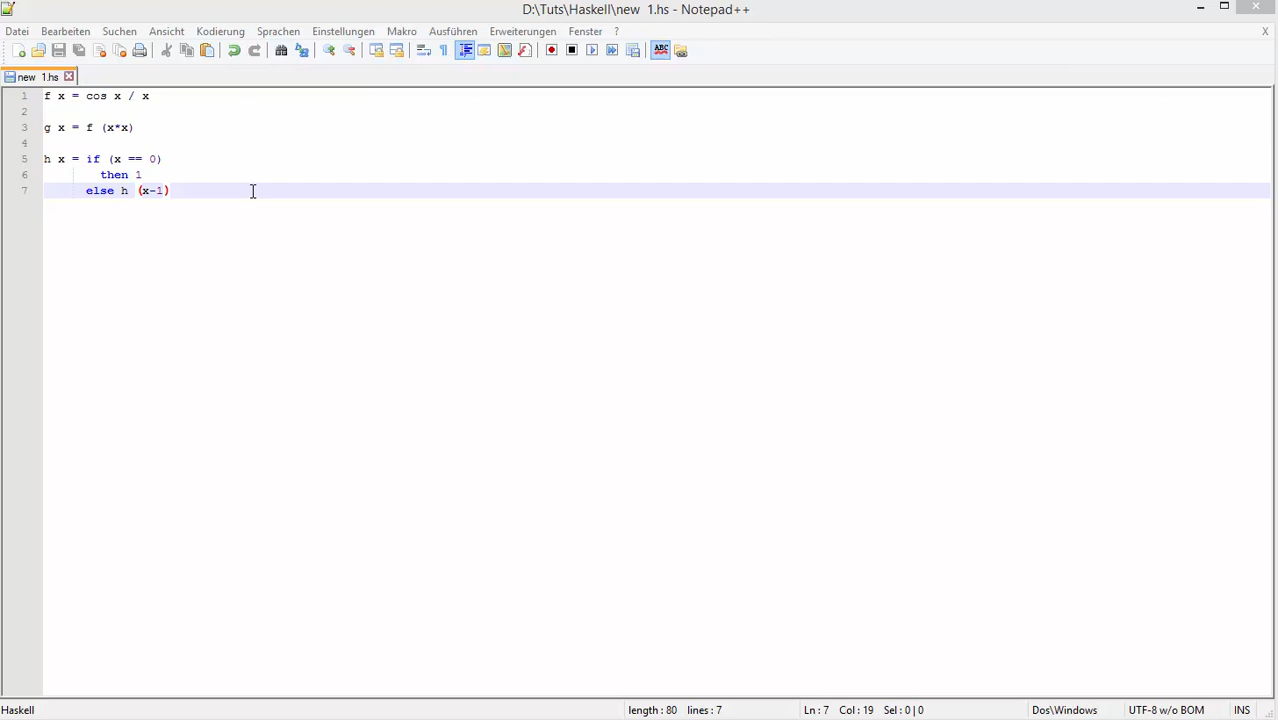 D:\Tuts\Haskell\new  1.hs - Notepad++
Datei Bearbeiten Suchen Ansicht Kodierung Sprachen Einstellungen Makro Ausführen Erweiterungen Fenster ? X
ABC
new  1.hs
1 f x = cos x / x
2
3 g x = f (x*x)
4
5 h x = if (x == 0)
6 then 1
7 else h (x-1)
Haskell length : 80 lines : 7 Ln : 7 Col : 19 Sel : 0 | 0 Dos\Windows UTF-8 w/o BOM INS